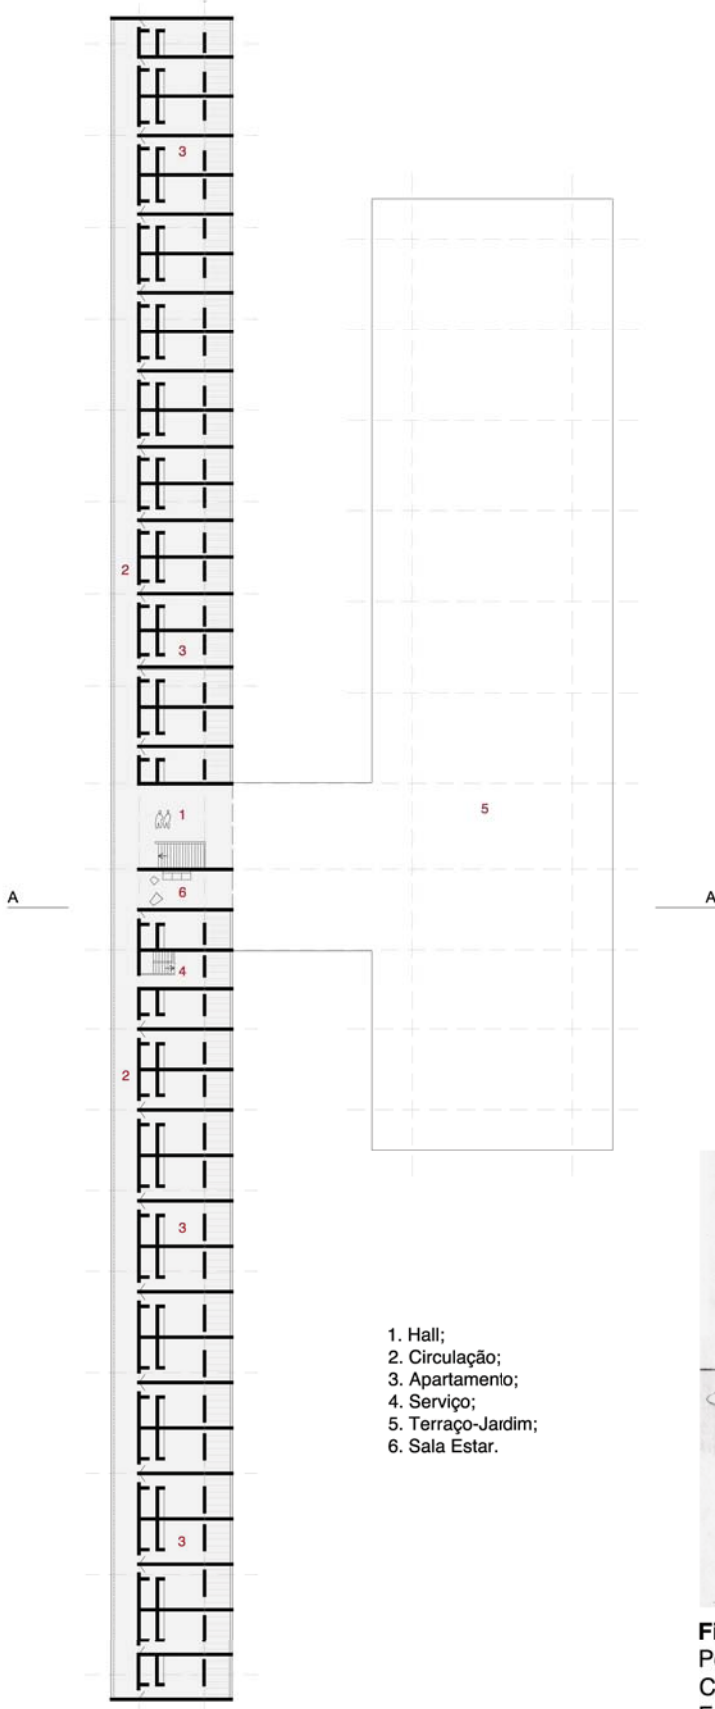 3
2
3
1
5
6
A
A
4
2
3
1. Hall;
2. Circulação;
3. Apartamento;
4. Serviço;
5. Terraço-Jardim;
6. Sala Estar.
3